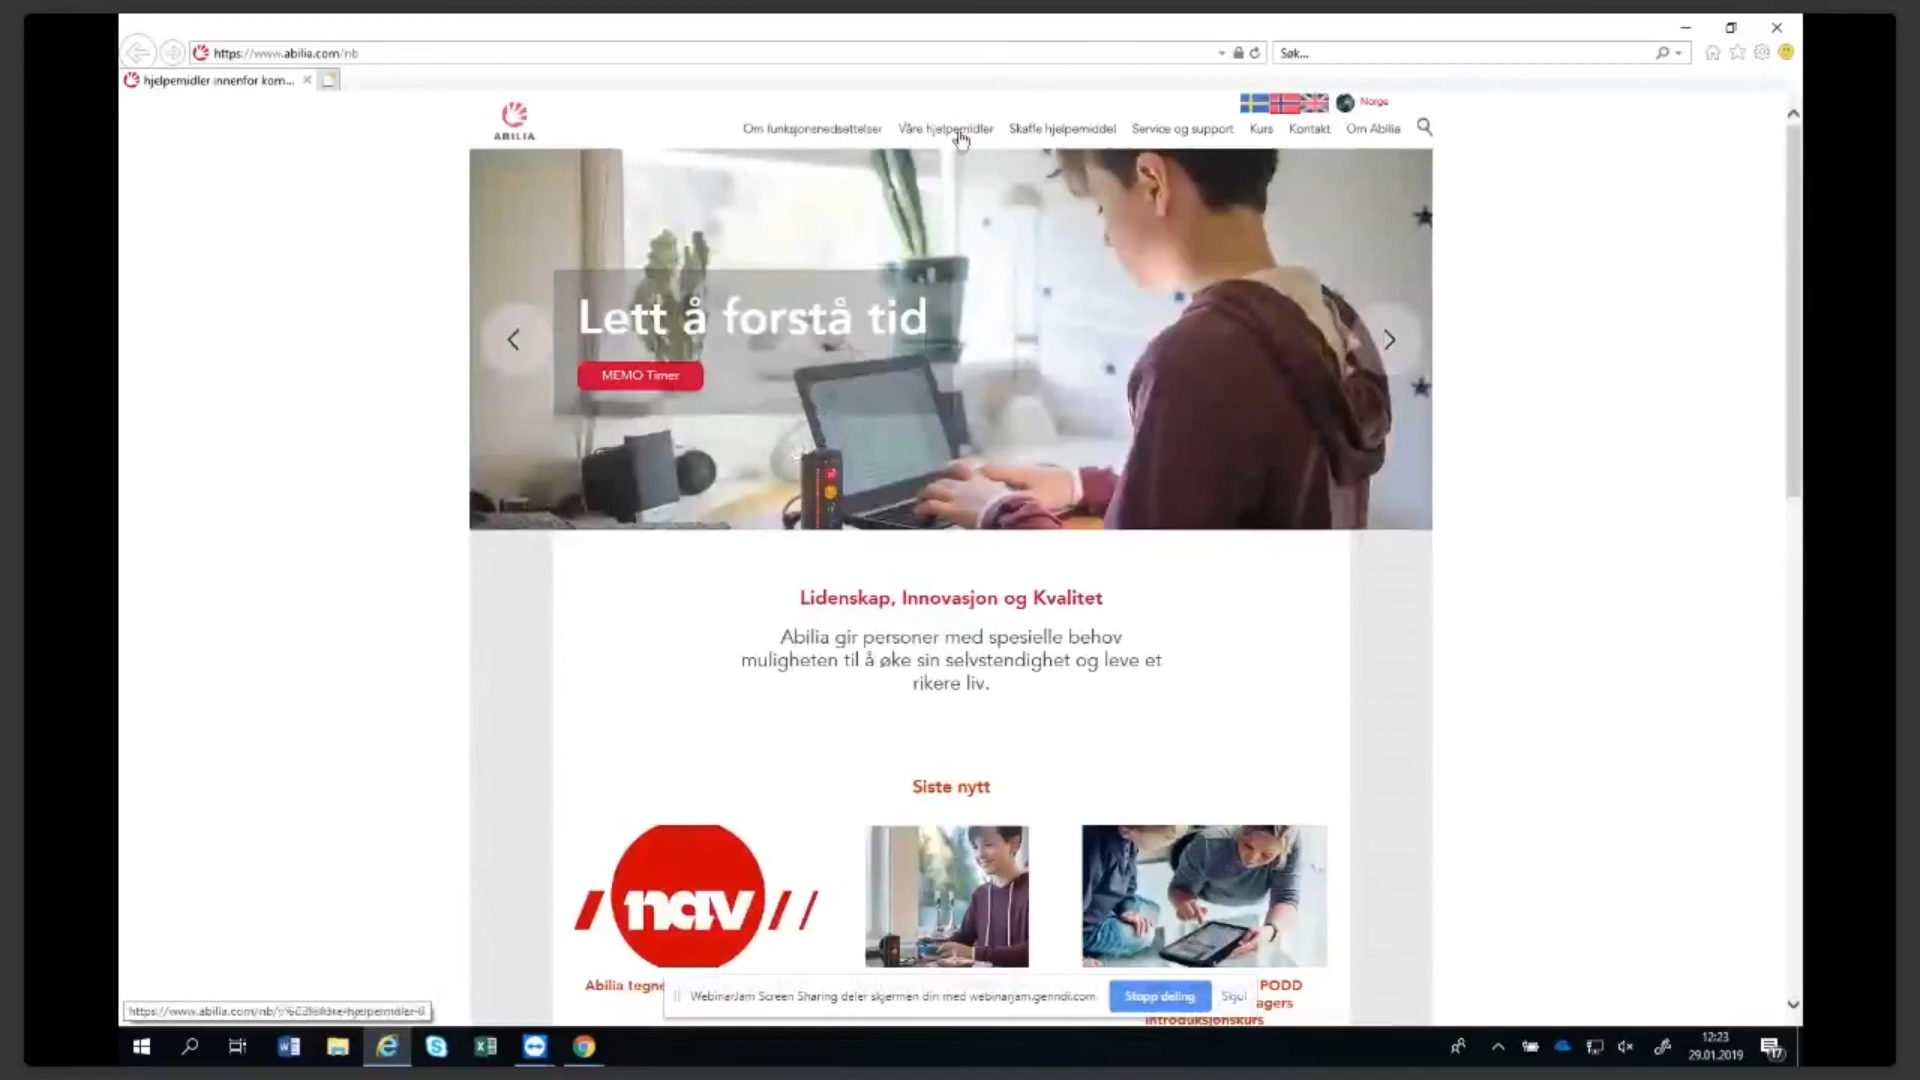 https://www.abilia.com/nb
Søk...
hjelpemidler innenfor kom...
Norge
ABILIA
Om funksjonsnedsettelser
Våre hjelpemidler
Skaffe hjelpemiddel
Service og support
Kurs
Kontakt
Om Abilia
Lett å forstå tid
MEMO Timer
Lidenskap, Innovasjon og Kvalitet
Abilia gir personer med spesielle behov
muligheten til å øke sin selvstendighet og leve et
rikere liv.
Siste nytt
nav
Abilia tegne
PODD
agers
introduksjonskurs
WebinarJam Screen Sharing deler skjermen din med webinarjam.genndi.com.
Stopp deling
Skjul
12:23
29.01.2019
17